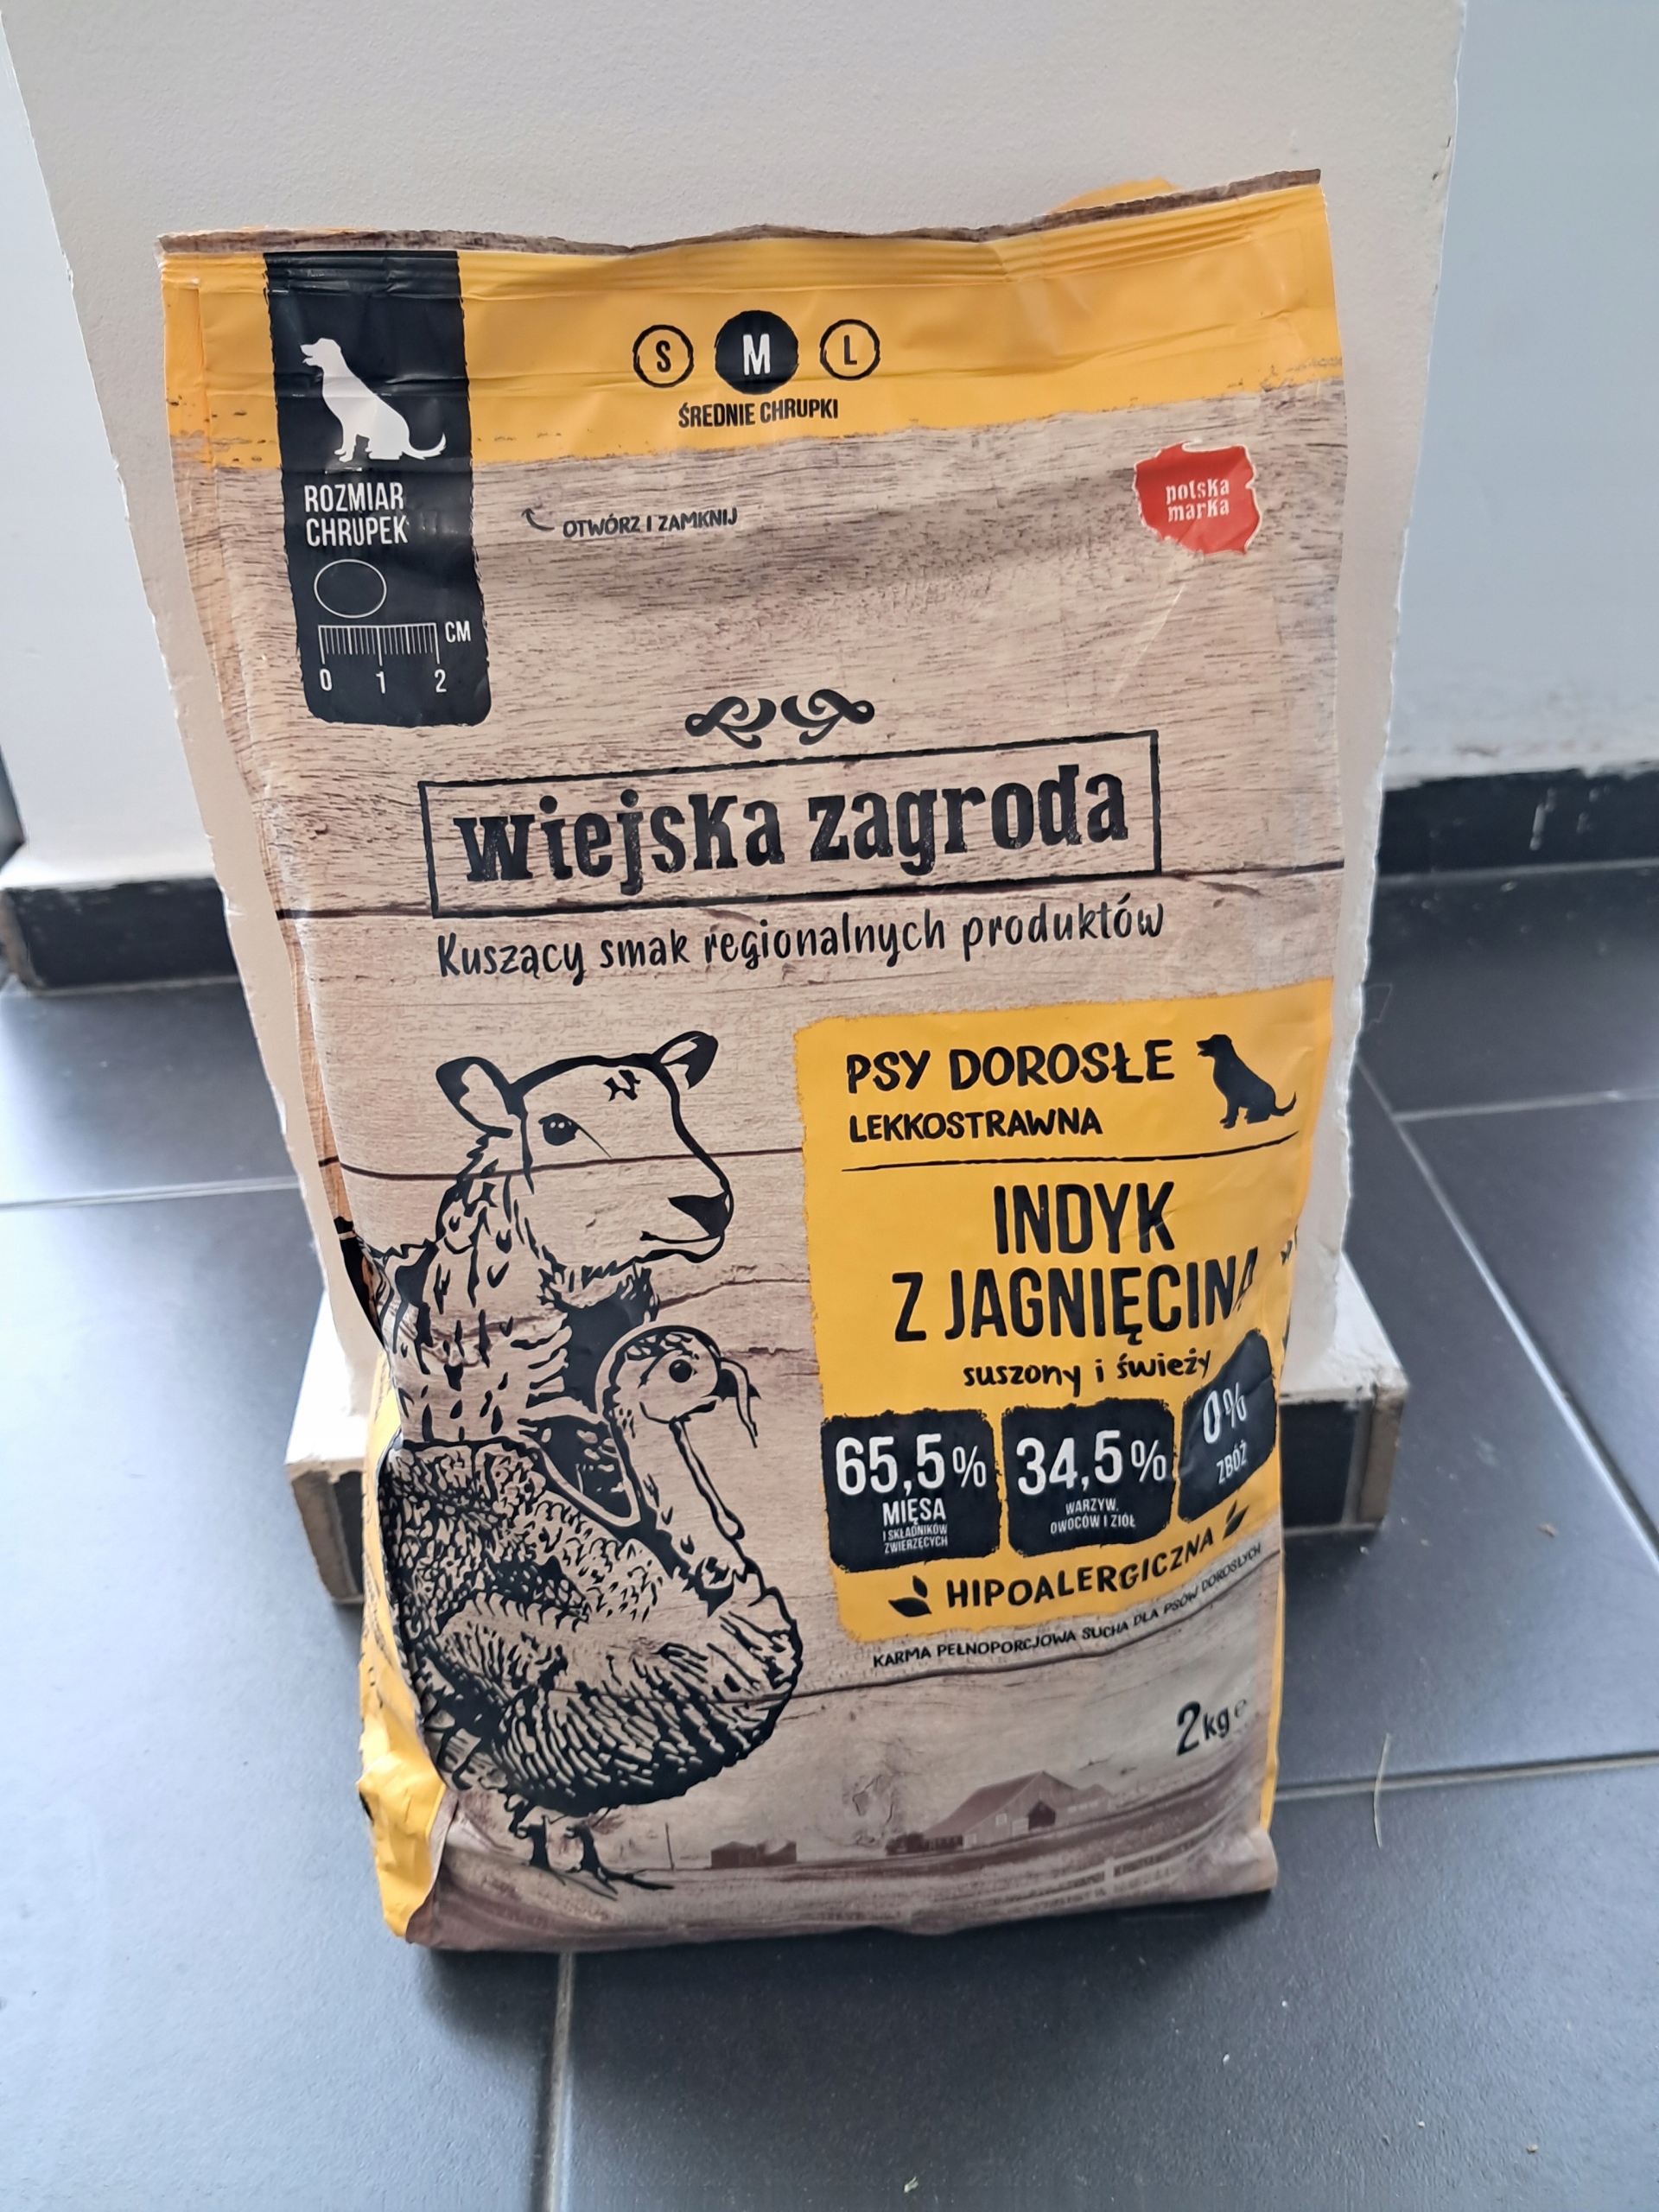 S M L
ŚREDNIE CHRUPKI
ROZMIAR
CHRUPEK
CM
0 1 2
OTWÓRZ I ZAMKNIJ
polska
marka
wiejska zagroda
Kuszący smak regionalnych produktów
PSY DOROSŁE
LEKKOSTRAWNA
INDYK
Z JAGNIĘCINĄ
suszony i świeży
65,5%
MIĘSA
I SKŁADNIKÓW
ZWIERZĘCYCH
34,5%
WARZYW,
OWOCÓW I ZIÓŁ
0%
ZBÓŻ
HIPOALERGICZNA
KARMA PEŁNOPORCJOWA SUCHA DLA PSÓW DOROSŁYCH
2kg e